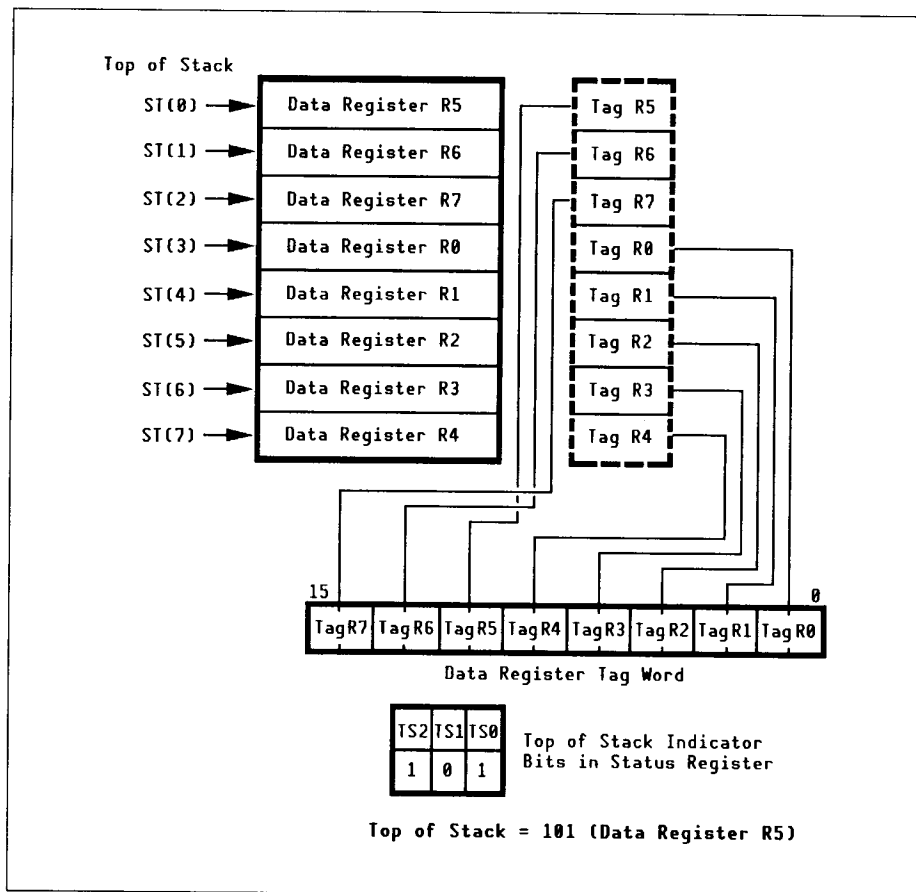 Top of Stack
ST(0) Data Register R5 Tag R5
ST(1) Data Register R6 Tag R6
ST(2) Data Register R7 Tag R7
ST(3) Data Register R0 Tag R0
ST(4) Data Register R1 Tag R1
ST(5) Data Register R2 Tag R2
ST(6) Data Register R3 Tag R3
ST(7) Data Register R4 Tag R4
15 0
TagR7 TagR6 TagR5 TagR4 TagR3 TagR2 TagR1 TagR0
Data Register Tag Word
TS2 TS1 TS0
1 0 1
Top of Stack Indicator
Bits in Status Register
Top of Stack = 101 (Data Register R5)